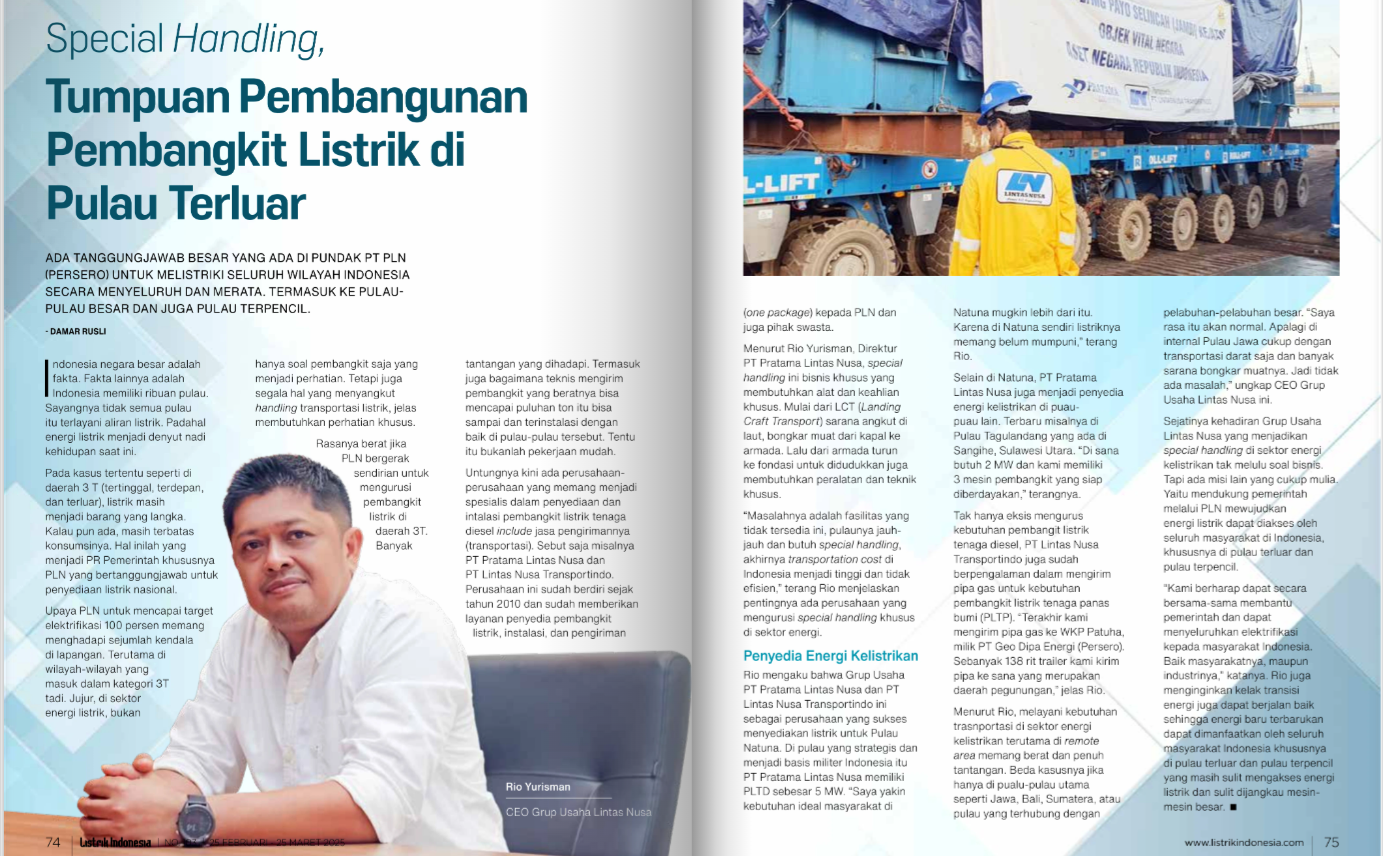 Special Handling,
Tumpuan Pembangunan
Pembangkit Listrik di
Pulau Terluar
ADA TANGGUNGJAWAB BESAR YANG ADA DI PUNDAK PT PLN
(PERSERO) UNTUK MELISTRIKI SELURUH WILAYAH INDONESIA
SECARA MENYELURUH DAN MERATA. TERMASUK KE PULAU-
PULAU BESAR DAN JUGA PULAU TERPENCIL.
- DAMAR RUSLI
Indonesia negara besar adalah
fakta. Fakta lainnya adalah
Indonesia memiliki ribuan pulau.
Sayangnya tidak semua pulau
itu terlayani aliran listrik. Padahal
energi listrik menjadi denyut nadi
kehidupan saat ini.
Pada kasus tertentu seperti di
daerah 3 T (tertinggal, terdepan,
dan terluar), listrik masih
menjadi barang yang langka.
Kalau pun ada, masih terbatas
konsumsinya. Hal inilah yang
menjadi PR Pemerintah khususnya
PLN yang bertanggungjawab untuk
penyediaan listrik nasional.
Upaya PLN untuk mencapai target
elektrifikasi 100 persen memang
menghadapi sejumlah kendala
di lapangan. Terutama di
wilayah-wilayah yang
masuk dalam kategori 3T
tadi. Jujur, di sektor
energi listrik, bukan
hanya soal pembangkit saja yang
menjadi perhatian. Tetapi juga
segala hal yang menyangkut
handling transportasi listrik, jelas
membutuhkan perhatian khusus.
Rasanya berat jika
PLN bergerak
sendirian untuk
mengurusi
pembangkit
listrik di
daerah 3T.
Banyak
tantangan yang dihadapi. Termasuk
juga bagaimana teknis mengirim
pembangkit yang beratnya bisa
mencapai puluhan ton itu bisa
sampai dan terinstalasi dengan
baik di pulau-pulau tersebut. Tentu
itu bukanlah pekerjaan mudah.
Untungnya kini ada perusahaan-
perusahaan yang memang menjadi
spesialis dalam penyediaan dan
intalasi pembangkit listrik tenaga
diesel include jasa pengirimannya
(transportasi). Sebut saja misalnya
PT Pratama Lintas Nusa dan
PT Lintas Nusa Transportindo.
Perusahaan ini sudah berdiri sejak
tahun 2010 dan sudah memberikan
layanan penyedia pembangkit
listrik, instalasi, dan pengiriman
Rio Yurisman
CEO Grup Usaha Lintas Nusa
74 Listrik Indonesia 25 FEBRUARI - 25 MARET 2025
PAYO SELINCAH
OBJEK VITAL NEGARA
ASET NEGARA REPUBLIK INDONESIA
PRATAMA
LN
LINTAS NUSA
L-LIFT
OLL-LIFT
(one package) kepada PLN dan
juga pihak swasta.
Menurut Rio Yurisman, Direktur
PT Pratama Lintas Nusa, special
handling ini bisnis khusus yang
membutuhkan alat dan keahlian
khusus. Mulai dari LCT (Landing
Craft Transport) sarana angkut di
laut, bongkar muat dari kapal ke
armada. Lalu dari armada turun
ke fondasi untuk didudukkan juga
membutuhkan peralatan dan teknik
khusus.
“Masalahnya adalah fasilitas yang
tidak tersedia ini, pulaunya jauh-
jauh dan butuh special handling,
akhirnya transportation cost di
Indonesia menjadi tinggi dan tidak
efisien,” terang Rio menjelaskan
pentingnya ada perusahaan yang
mengurusi special handling khusus
di sektor energi.
Penyedia Energi Kelistrikan
Rio mengaku bahwa Grup Usaha
PT Pratama Lintas Nusa dan PT
Lintas Nusa Transportindo ini
sebagai perusahaan yang sukses
menyediakan listrik untuk Pulau
Natuna. Di pulau yang strategis dan
menjadi basis militer Indonesia itu
PT Pratama Lintas Nusa memiliki
PLTD sebesar 5 MW. “Saya yakin
kebutuhan ideal masyarakat di
Natuna mugkin lebih dari itu.
Karena di Natuna sendiri listriknya
memang belum mumpuni,” terang
Rio.
Selain di Natuna, PT Pratama
Lintas Nusa juga menjadi penyedia
energi kelistrikan di puau-
puau lain. Terbaru misalnya di
Pulau Tagulandang yang ada di
Sangihe, Sulawesi Utara. “Di sana
butuh 2 MW dan kami memiliki
3 mesin pembangkit yang siap
diberdayakan,” terangnya.
Tak hanya eksis mengurus
kebutuhan pembangit listrik
tenaga diesel, PT Lintas Nusa
Transportindo juga sudah
berpengalaman dalam mengirim
pipa gas untuk kebutuhan
pembangkit listrik tenaga panas
bumi (PLTP). “Terakhir kami
mengirim pipa gas ke WKP Patuha,
milik PT Geo Dipa Energi (Persero).
Sebanyak 138 rit trailer kami kirim
pipa ke sana yang merupakan
daerah pegunungan,” jelas Rio.
Menurut Rio, melayani kebutuhan
trasnportasi di sektor energi
kelistrikan terutama di remote
area memang berat dan penuh
tantangan. Beda kasusnya jika
hanya di pualu-pulau utama
seperti Jawa, Bali, Sumatera, atau
pulau yang terhubung dengan
pelabuhan-pelabuhan besar. “Saya
rasa itu akan normal. Apalagi di
internal Pulau Jawa cukup dengan
transportasi darat saja dan banyak
sarana bongkar muatnya. Jadi tidak
ada masalah,” ungkap CEO Grup
Usaha Lintas Nusa ini.
Sejatinya kehadiran Grup Usaha
Lintas Nusa yang menjadikan
special handling di sektor energi
kelistrikan tak melulu soal bisnis.
Tapi ada misi lain yang cukup mulia.
Yaitu mendukung pemerintah
melalui PLN mewujudkan
energi listrik dapat diakses oleh
seluruh masyarakat di Indonesia,
khususnya di pulau terluar dan
pulau terpencil.
“Kami berharap dapat secara
bersama-sama membantu
pemerintah dan dapat
menyeluruhkan elektrifikasi
kepada masyarakat Indonesia.
Baik masyarakatnya, maupun
industrinya,” katanya. Rio juga
menginginkan kelak transisi
energi juga dapat berjalan baik
sehingga energi baru terbarukan
dapat dimanfaatkan oleh seluruh
masyarakat Indonesia khususnya
di pulau terluar dan pulau terpencil
yang masih sulit mengakses energi
listrik dan sulit dijangkau mesin-
mesin besar. ■
www.listrikindonesia.com 75